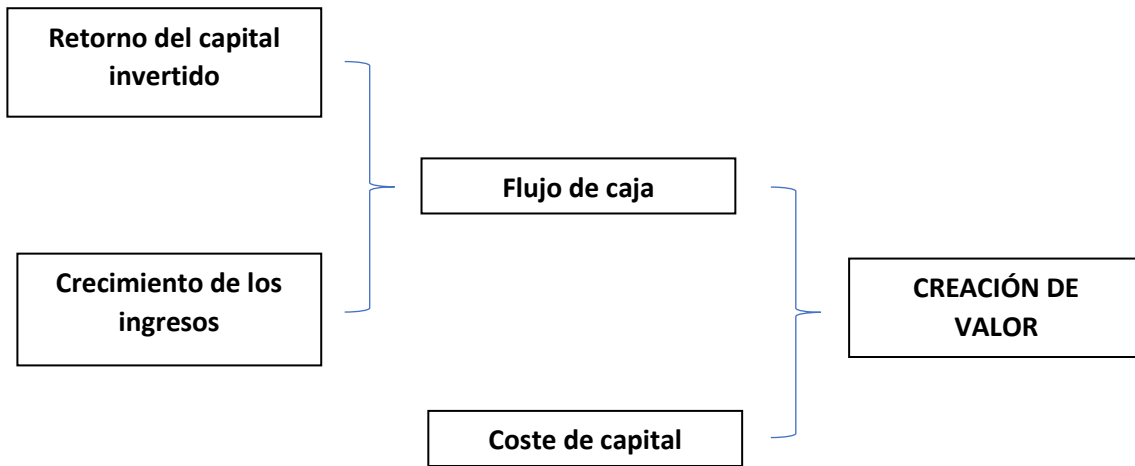 Retorno del capital
invertido
Flujo de caja
Crecimiento de los
ingresos
CREACIÓN DE
VALOR
Coste de capital